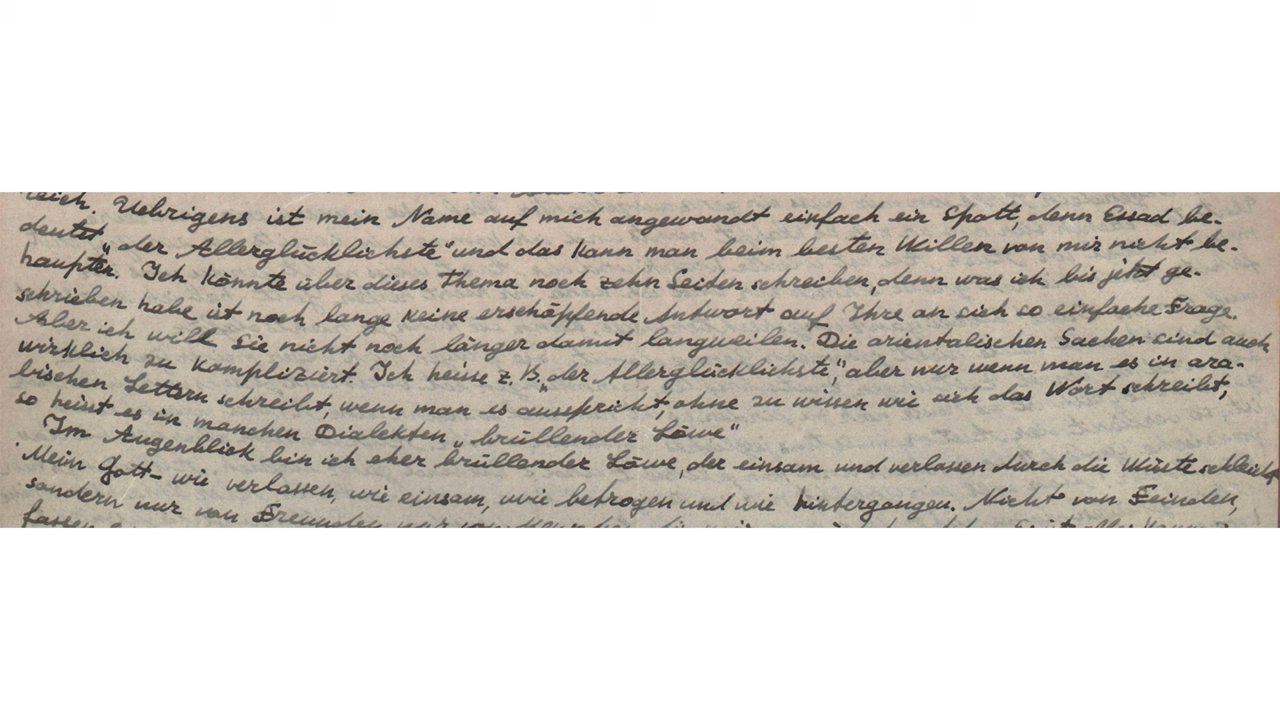 reich. Uebrigens ist mein Name auf mich angewandt einfach ein Spott, denn Essad be-
deutet „der Allerglücklichste“ und das kann man beim besten Willen von mir nicht be-
haupten. Ich könnte über dieses Thema noch zehn Seiten schreiben, denn was ich bis jetzt ge-
schrieben habe ist noch lange keine erschöpfende Antwort auf Ihre an sich so einfache Frage.
Aber ich will Sie nicht noch länger damit langweilen. Die orientalischen Sachen sind auch
wirklich zu kompliziert. Ich heisse z. B. „der Allerglücklichste“, aber nur wenn man es in ara-
bischen Lettern schreibt, wenn man es ausspricht, ohne zu wissen wie sich das Wort schreibt,
so heisst es in manchen Dialekten „brüllender Löwe“
Im Augenblick bin ich eher brüllender Löwe, der einsam und verlassen durch die Wüste schleicht
Mein Gott – wie verlassen, wie einsam, wie betrogen und wie hintergangen. Nicht von Feinden,
sondern nur von Freunden, nur von